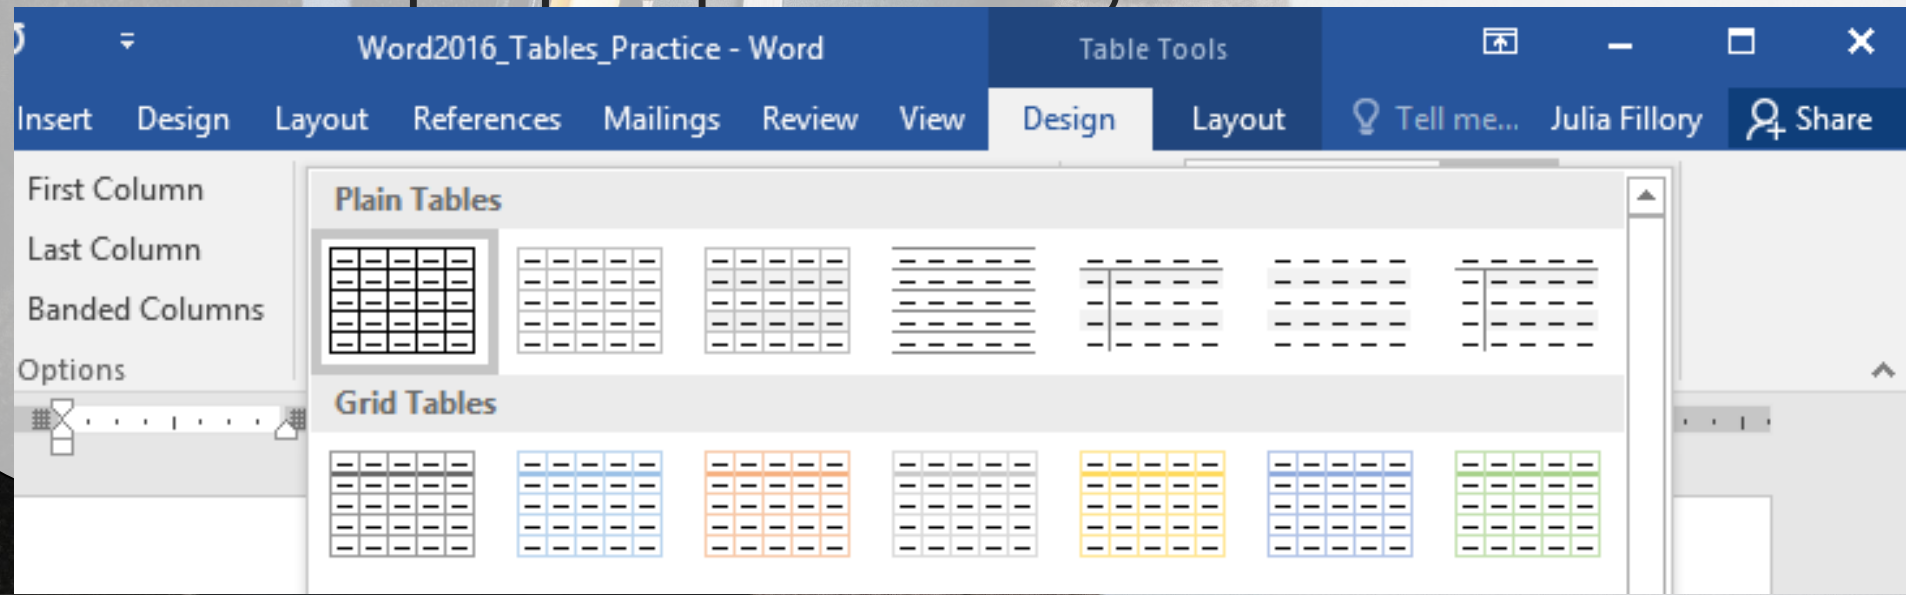 Word2016_Tables_Practice - Word
Table Tools
Insert Design Layout References Mailings Review View Design Layout Tell me... Julia Fillory Share
First Column
Last Column
Banded Columns
Options
Plain Tables
Grid Tables